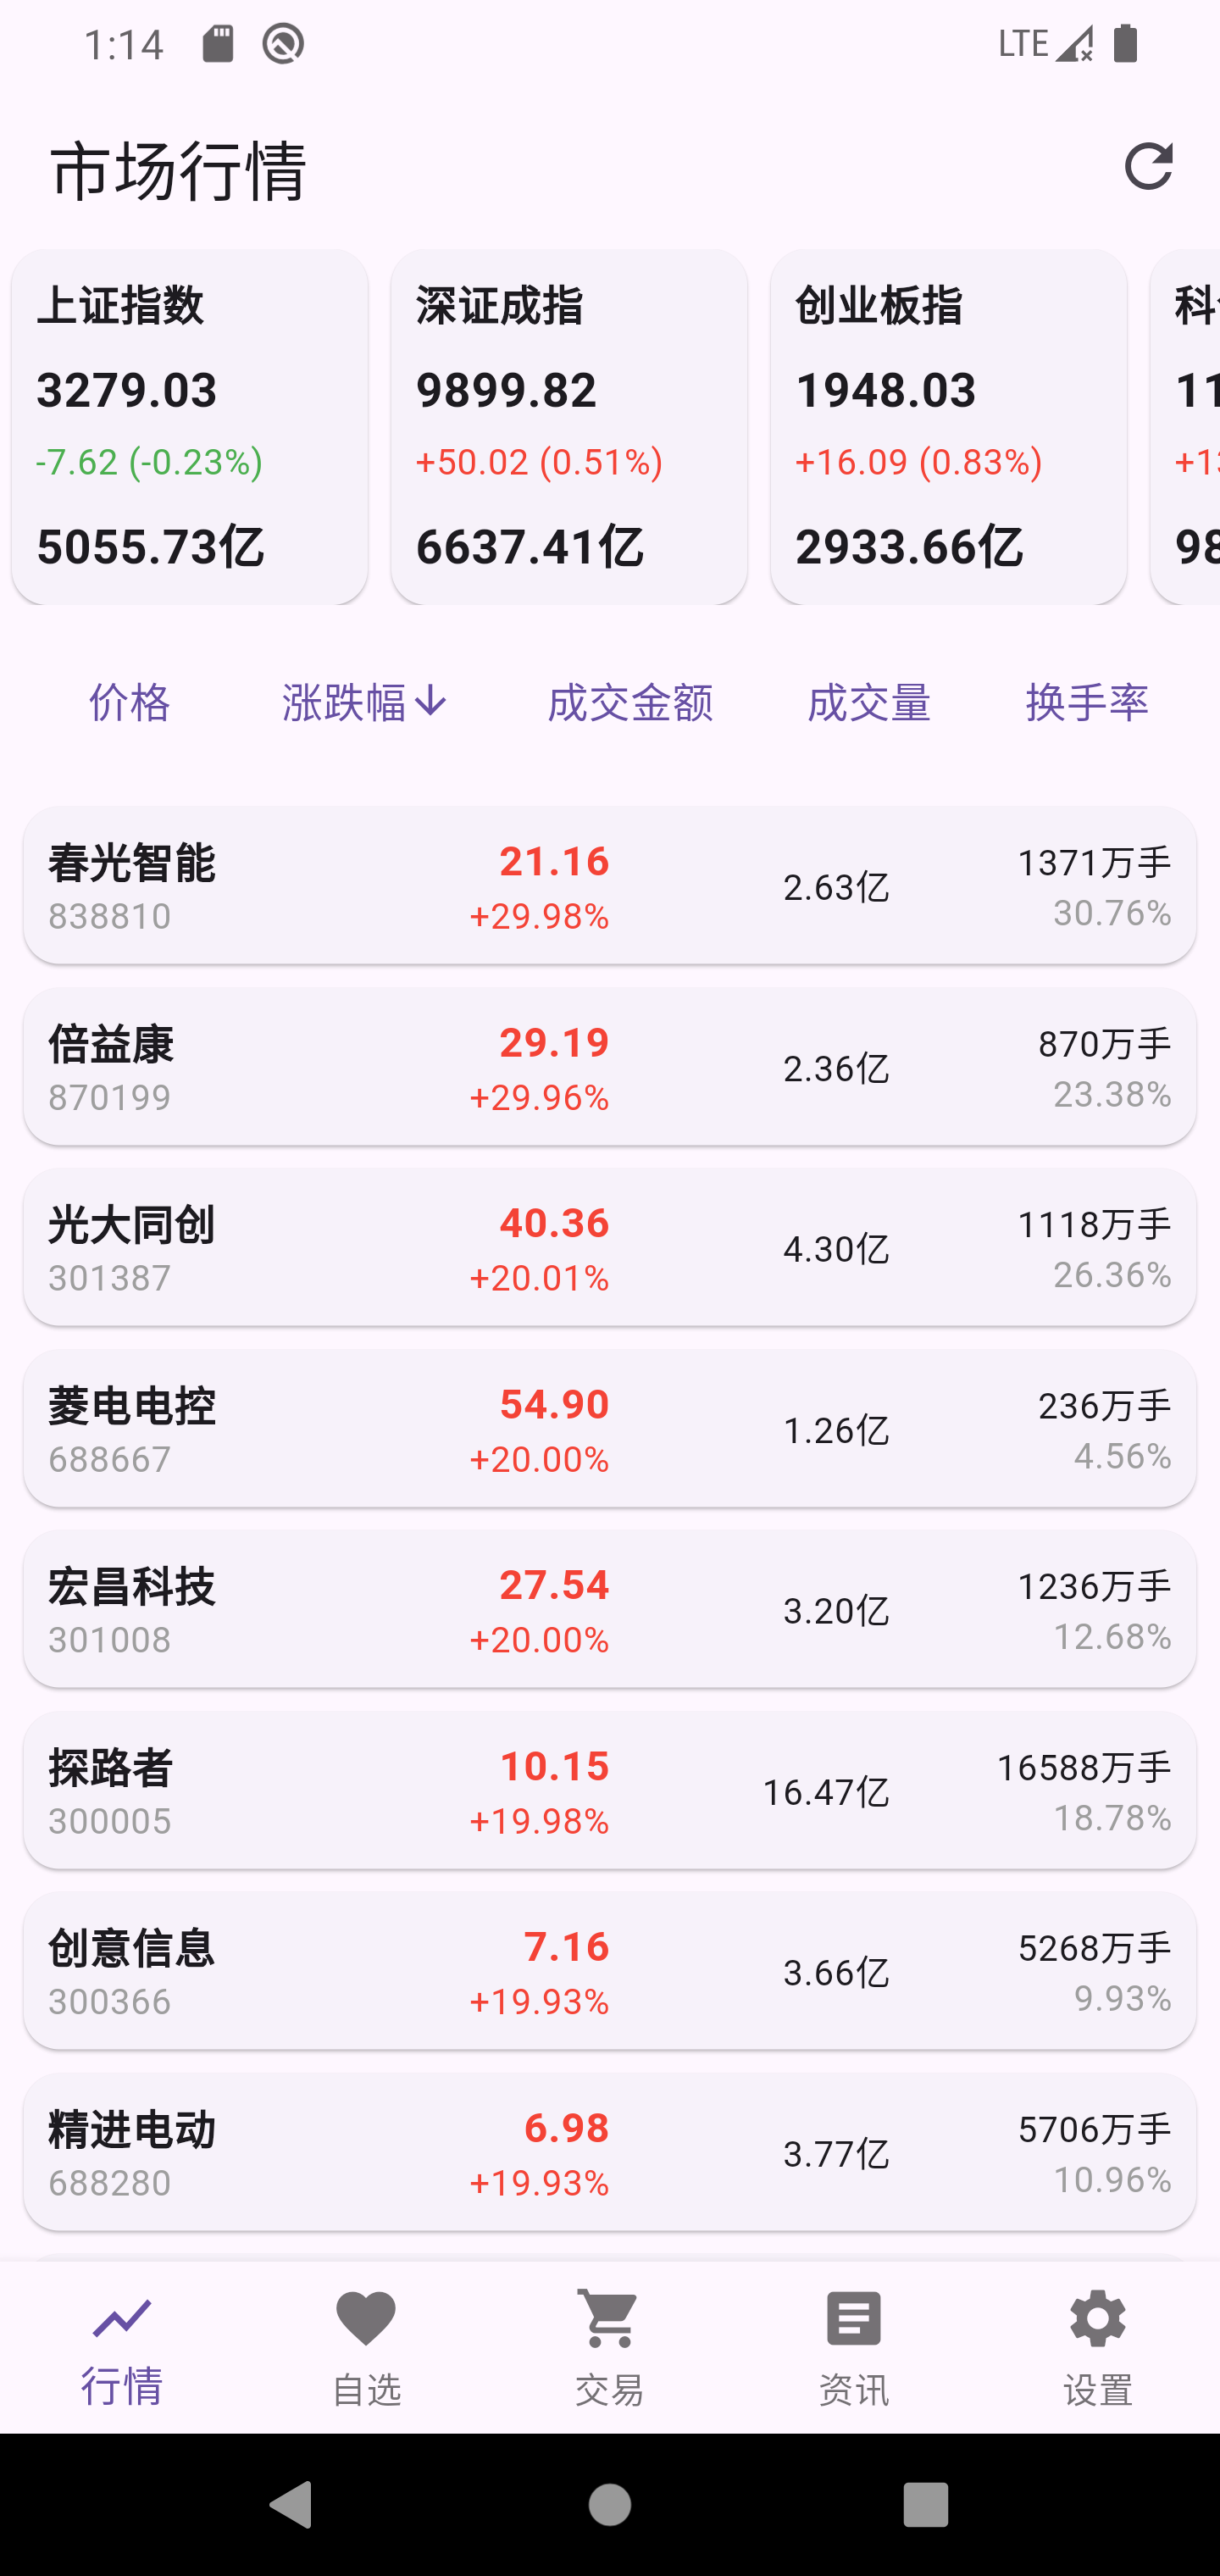 1:14
LTE
市场行情
上证指数
3279.03
-7.62 (-0.23%)
5055.73亿
深证成指
9899.82
+50.02 (0.51%)
6637.41亿
创业板指
1948.03
+16.09 (0.83%)
2933.66亿
科
11
+13
98
价格 涨跌幅 成交金额 成交量 换手率
春光智能 21.16 2.63亿 1371万手
838810 +29.98% 30.76%
倍益康 29.19 2.36亿 870万手
870199 +29.96% 23.38%
光大同创 40.36 4.30亿 1118万手
301387 +20.01% 26.36%
菱电电控 54.90 1.26亿 236万手
688667 +20.00% 4.56%
宏昌科技 27.54 3.20亿 1236万手
301008 +20.00% 12.68%
探路者 10.15 16.47亿 16588万手
300005 +19.98% 18.78%
创意信息 7.16 3.66亿 5268万手
300366 +19.93% 9.93%
精进电动 6.98 3.77亿 5706万手
688280 +19.93% 10.96%
行情 自选 交易 资讯 设置